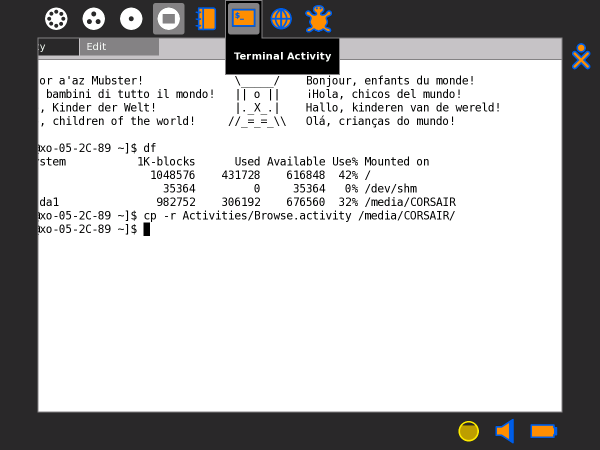 $_
y Edit
Terminal Activity
or a'az Mubster! \_____/ Bonjour, enfants du monde!
bambini di tutto il mondo! || o || ¡Hola, chicos del mundo!
, Kinder der Welt! |._X_.| Hallo, kinderen van de wereld!
, children of the world! //_=_=_\\ Olá, crianças do mundo!
xo-05-2C-89 ~]$ df
ystem 1K-blocks Used Available Use% Mounted on
1048576 431728 616848 42% /
35364 0 35364 0% /dev/shm
da1 982752 306192 676560 32% /media/CORSAIR
xo-05-2C-89 ~]$ cp -r Activities/Browse.activity /media/CORSAIR/
xo-05-2C-89 ~]$